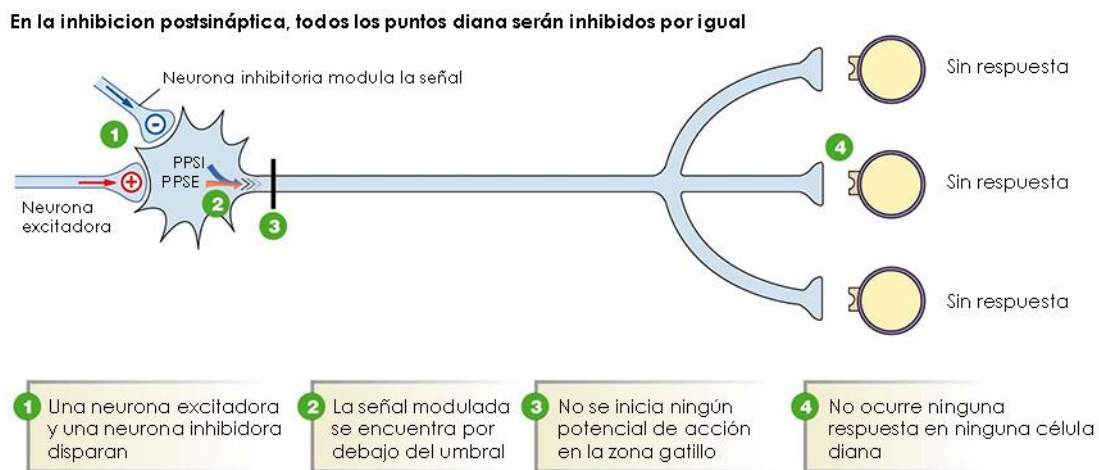 En la inhibicion postsináptica, todos los puntos diana serán inhibidos por igual
Neurona inhibitoria modula la señal
1
-
PPSI
PPSE
+
2
3
Neurona
excitadora
4
Sin respuesta
Sin respuesta
Sin respuesta
1 Una neurona excitadora
y una neurona inhibidora
disparan
2 La señal modulada
se encuentra por
debajo del umbral
3 No se inicia ningún
potencial de acción
en la zona gatillo
4 No ocurre ninguna
respuesta en ninguna célula
diana